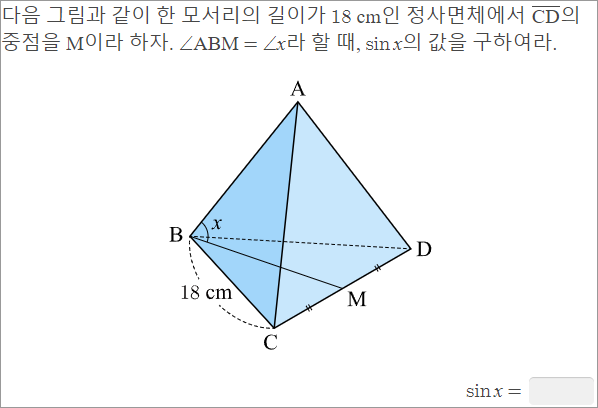 다음 그림과 같이 한 모서리의 길이가 18 cm인 정사면체에서 CD의
중점을 M이라 하자. ∠ABM = ∠x라 할 때, sin x의 값을 구하여라.
A
B
x
D
18 cm
M
C
sin x =